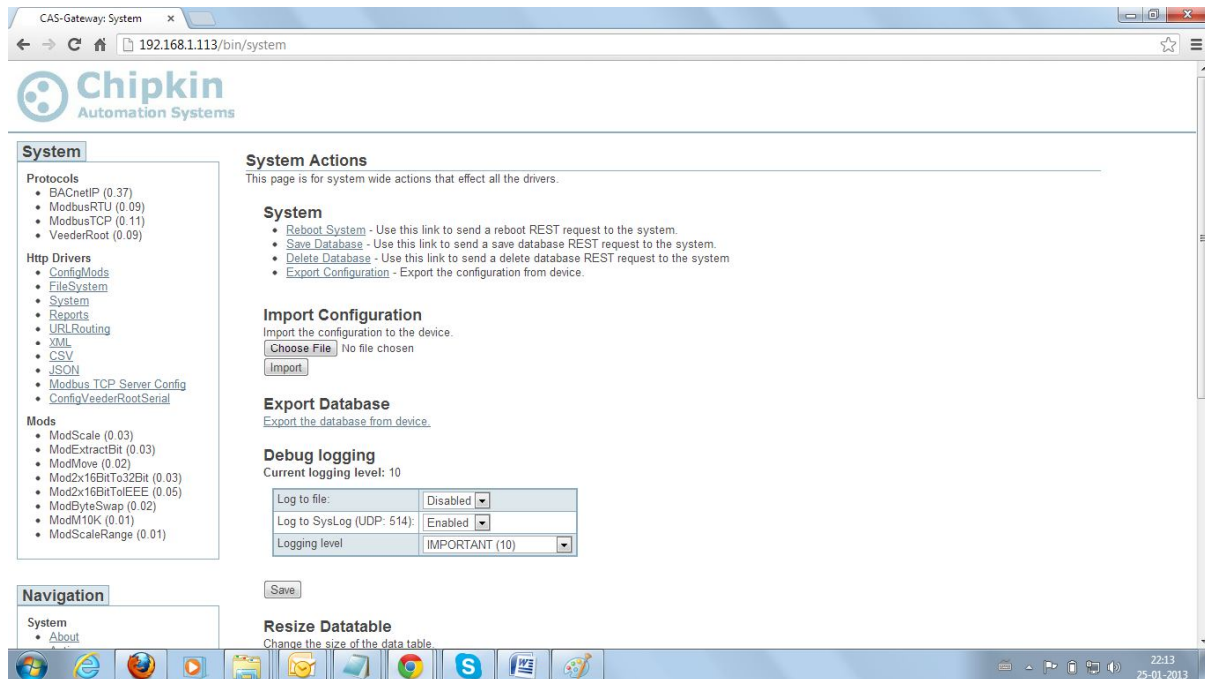 CAS-Gateway: System
192.168.1.113/bin/system
Chipkin
Automation Systems
System
Protocols
BACnetIP (0.37)
ModbusRTU (0.09)
ModbusTCP (0.11)
VeederRoot (0.09)
Http Drivers
ConfigMods
FileSystem
System
Reports
URLRouting
XML
CSV
JSON
Modbus TCP Server Config
ConfigVeederRootSerial
Mods
ModScale (0.03)
ModExtractBit (0.03)
ModMove (0.02)
Mod2x16BitTo32Bit (0.03)
Mod2x16BitToIEEE (0.05)
ModByteSwap (0.02)
ModM10K (0.01)
ModScaleRange (0.01)
Navigation
System
About
System Actions
This page is for system wide actions that effect all the drivers.
System
Reboot System - Use this link to send a reboot REST request to the system.
Save Database - Use this link to send a save database REST request to the system.
Delete Database - Use this link to send a delete database REST request to the system
Export Configuration - Export the configuration from device.
Import Configuration
Import the configuration to the device.
Choose File No file chosen
Import
Export Database
Export the database from device.
Debug logging
Current logging level: 10
Log to file: Disabled
Log to SysLog (UDP: 514): Enabled
Logging level IMPORTANT (10)
Save
Resize Datatable
Change the size of the data table.
22:13
25-01-2013